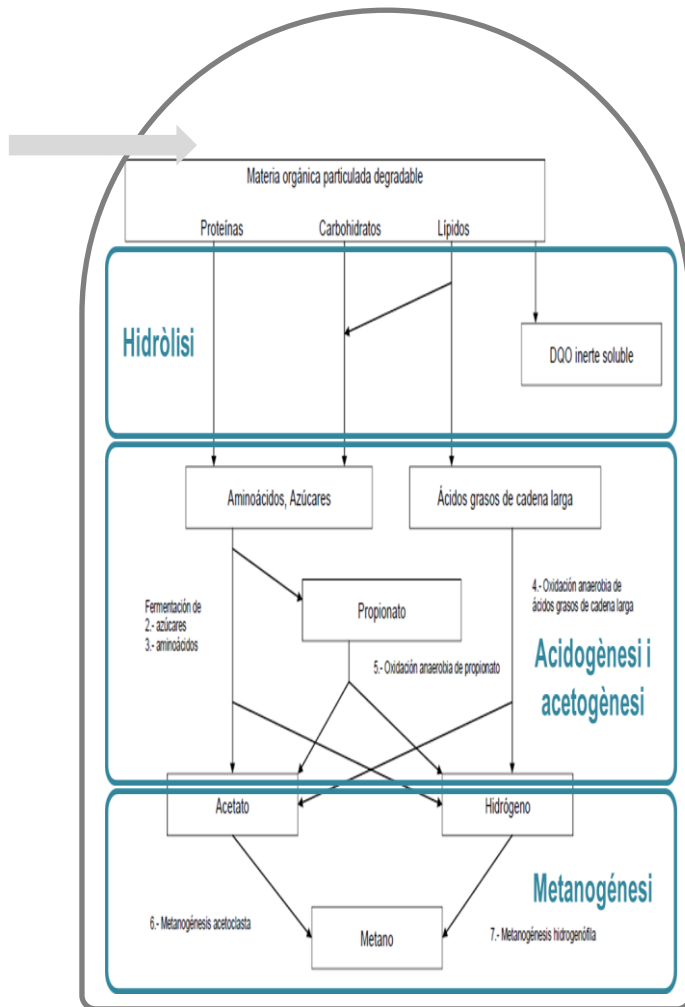 Materia orgánica particulada degradable
Proteínas Carbohidratos Lípidos
Hidròlisi
DQO inerte soluble
Aminoácidos, Azúcares
Ácidos grasos de cadena larga
Fermentación de
2.- azúcares
3.- aminoácidos
Propionato
4.- Oxidación anaerobia de
ácidos grasos de cadena larga
5.- Oxidación anaerobia de propionato
Acidogènesi i
acetogènesi
Acetato
Hidrógeno
Metanogénesi
6.- Metanogénesis acetoclasta
Metano
7.- Metanogénesis hidrogenófila